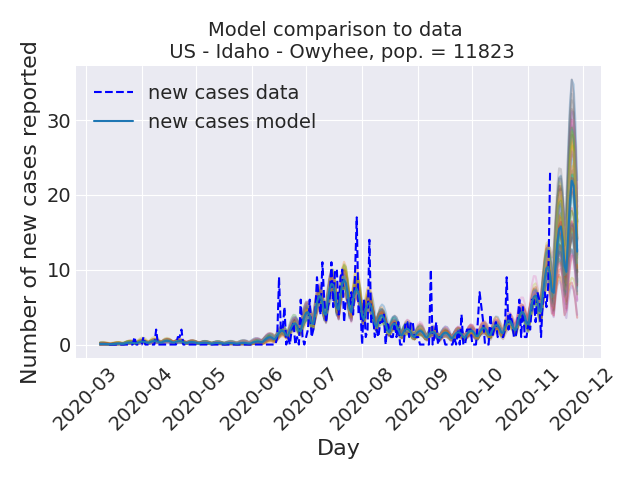 Model comparison to data
US - Idaho - Owyhee, pop. = 11823
new cases data
new cases model
Number of new cases reported
30
20
10
0
2020-03
2020-04
2020-05
2020-06
2020-07
2020-08
2020-09
2020-10
2020-11
2020-12
Day